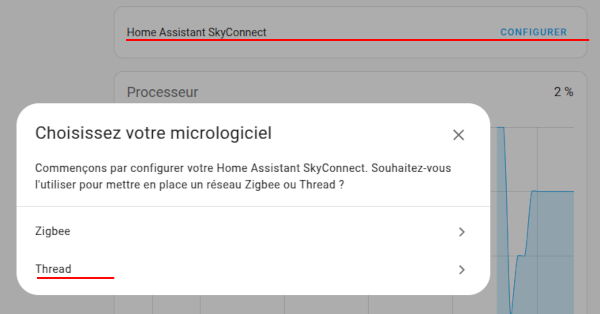 Home Assistant SkyConnect CONFIGURER
Processeur 2 %
Choisissez votre micrologiciel
Commençons par configurer votre Home Assistant SkyConnect. Souhaitez-vous
l'utiliser pour mettre en place un réseau Zigbee ou Thread ?
Zigbee
Thread